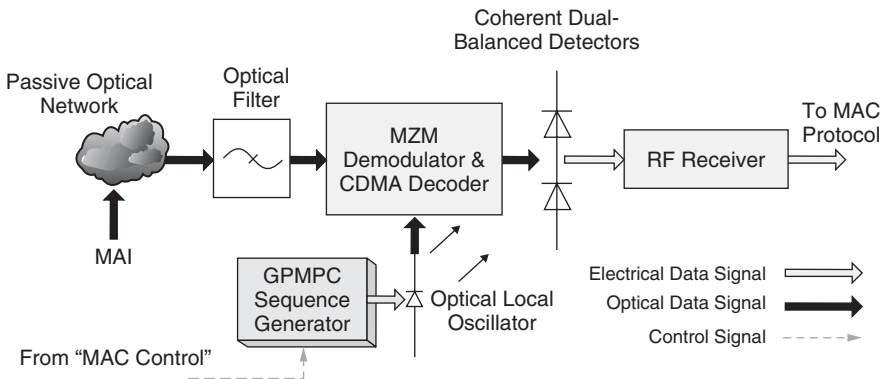 Coherent Dual-
Balanced Detectors
Passive Optical
Network
Optical
Filter
MZM
Demodulator &
CDMA Decoder
RF Receiver
To MAC
Protocol
MAI
GPMPC
Sequence
Generator
Optical Local
Oscillator
From “MAC Control”
Electrical Data Signal
Optical Data Signal
Control Signal